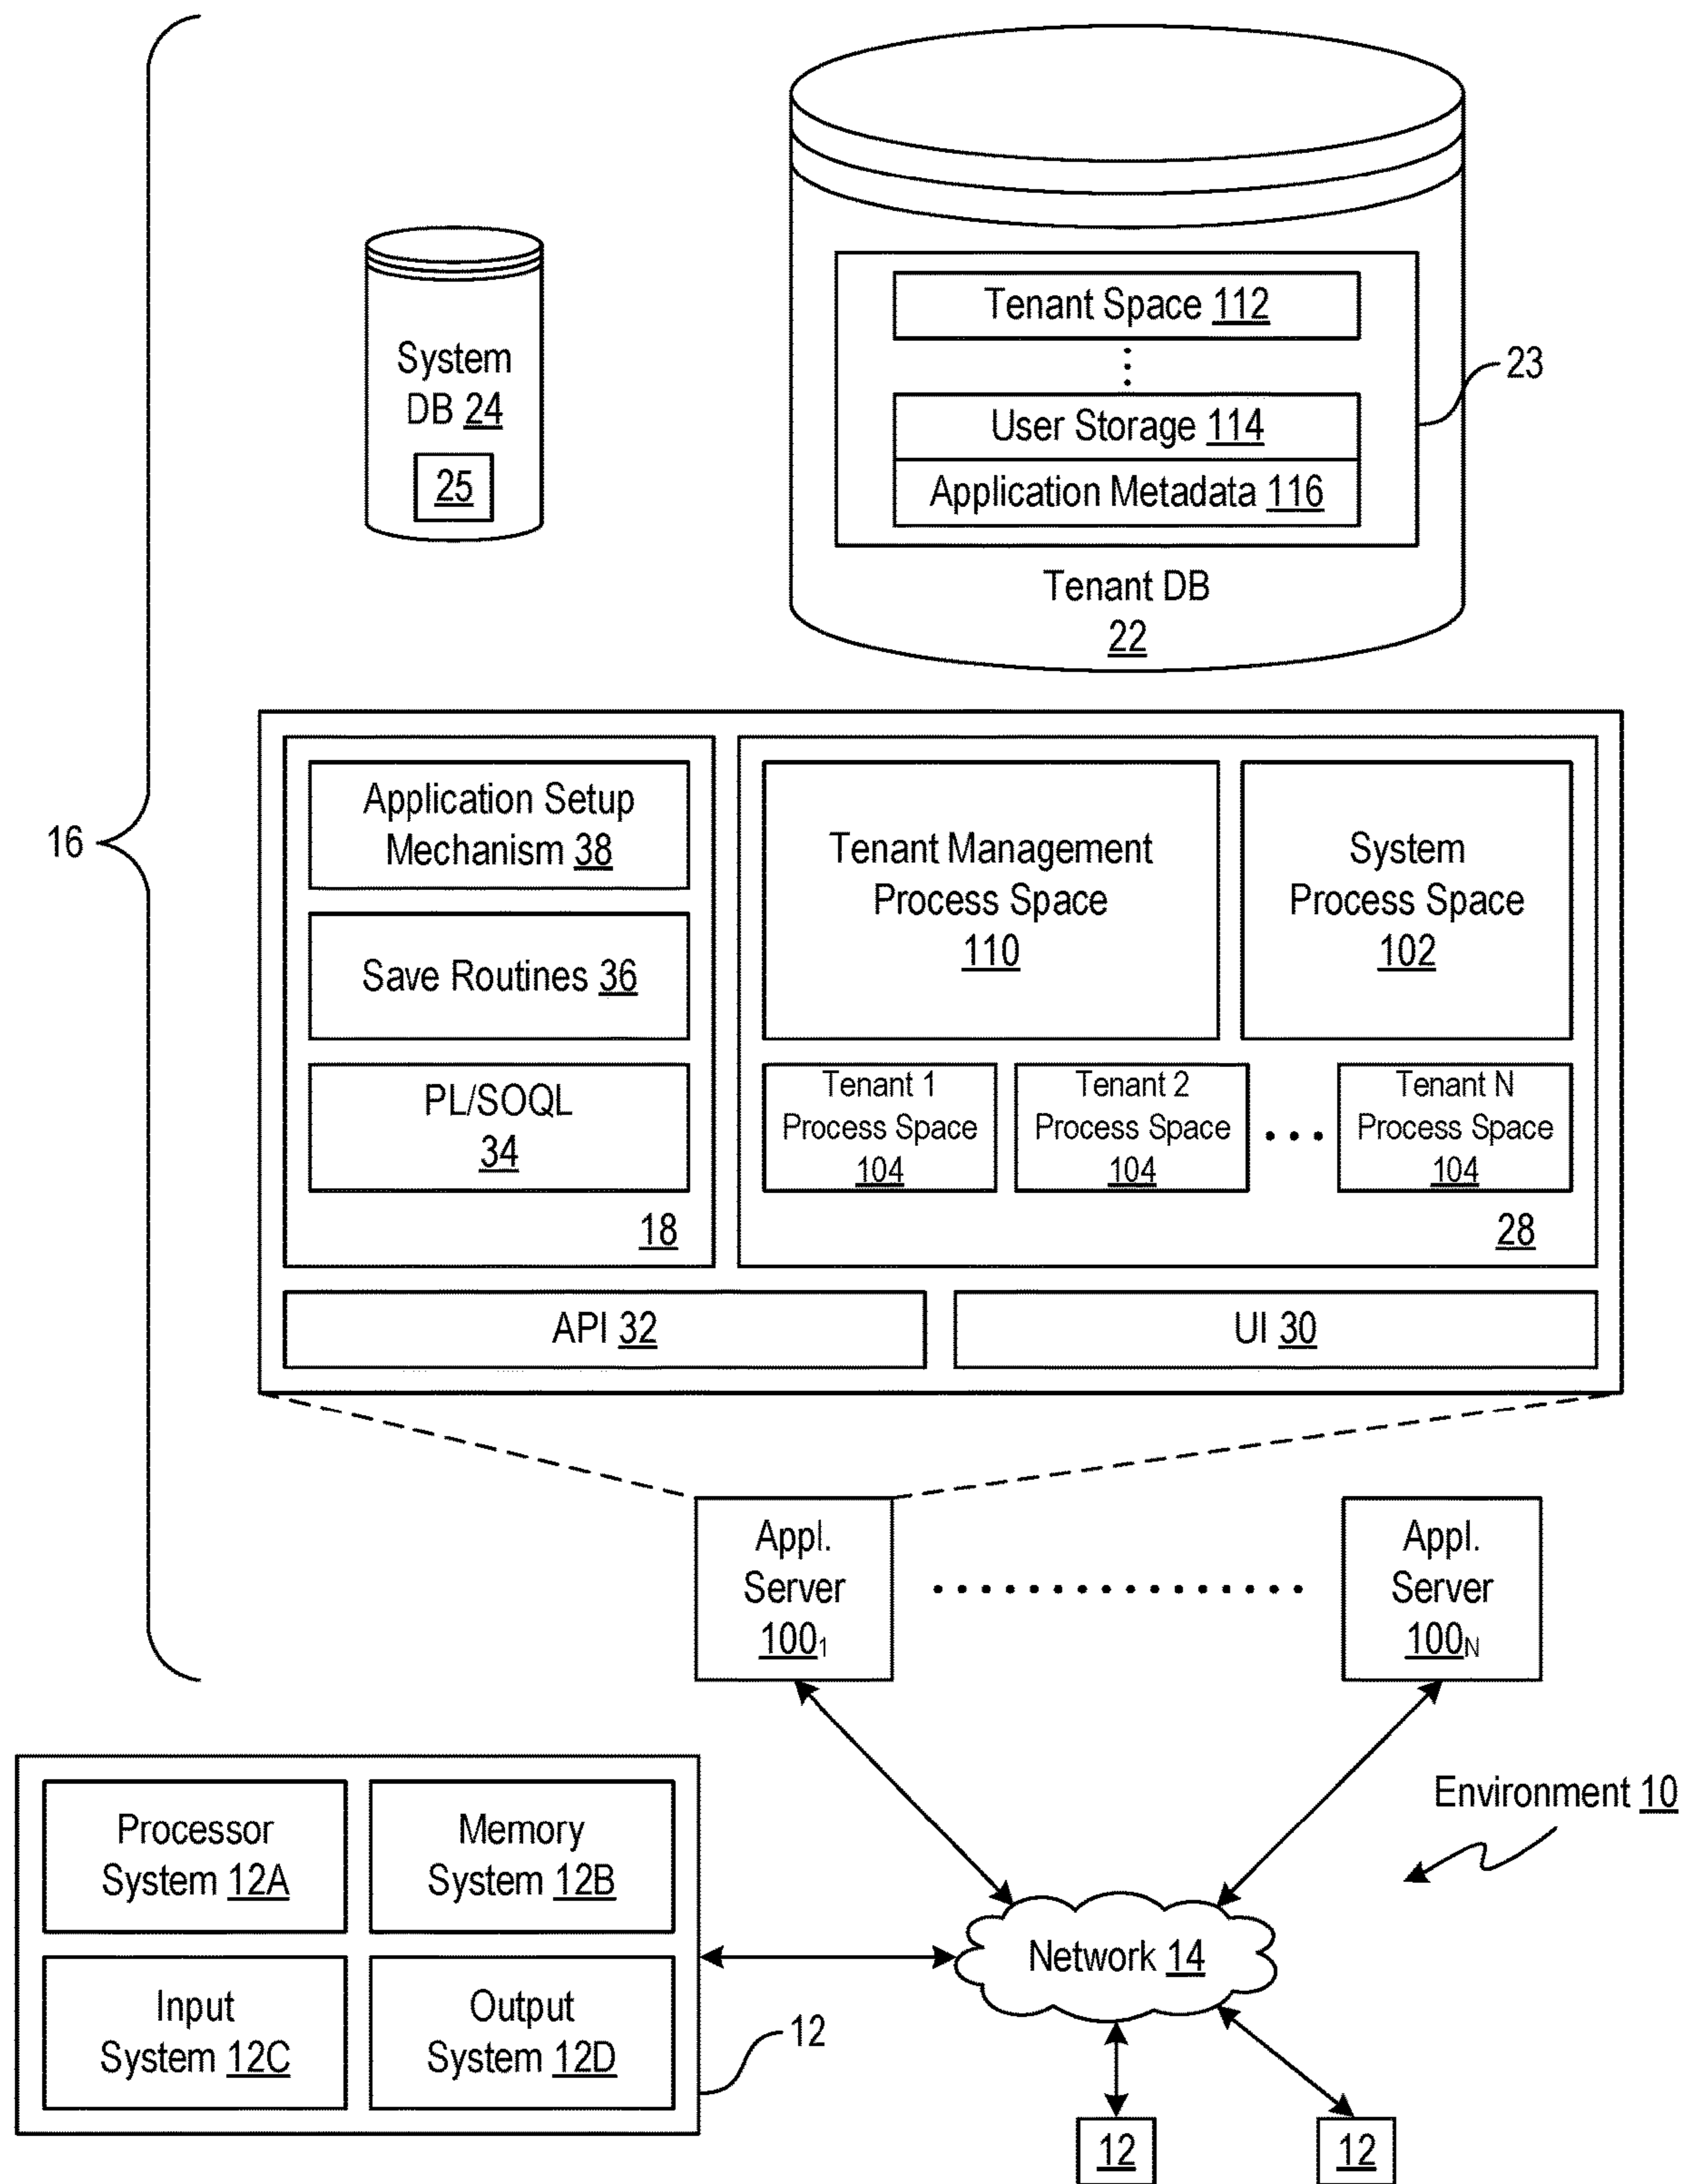 System
DB 24
25
Tenant Space 112
User Storage 114
Application Metadata 116
23
Tenant DB
22
16
Application Setup
Mechanism 38
Save Routines 36
PL/SOQL
34
18
Tenant Management
Process Space
110
System
Process Space
102
Tenant 1
Process Space
104
Tenant 2
Process Space
104
Tenant N
Process Space
104
28
API 32
UI 30
Appl.
Server
100₁
Appl.
Server
100N
Environment 10
Processor
System 12A
Memory
System 12B
Input
System 12C
Output
System 12D
12
Network 14
12
12